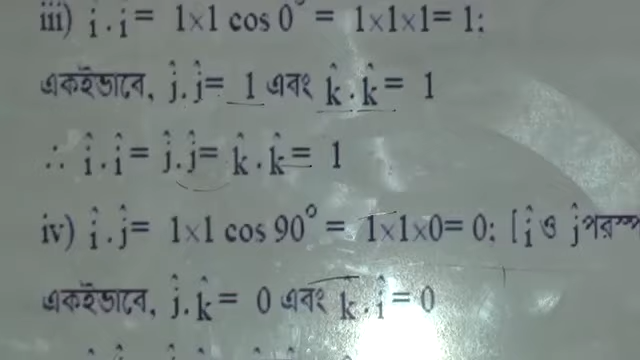 iii) î . î = 1×1 cos 0° = 1×1×1= 1;
একইভাবে, ĵ. ĵ= 1 এবং k̂ . k̂ = 1
∴ î . î = ĵ. ĵ= k̂ . k̂ = 1
iv) î . ĵ= 1×1 cos 90° = 1×1×0= 0; [ î ও ĵ
একইভাবে, ĵ. k̂ = 0 এবং k̂ . î = 0